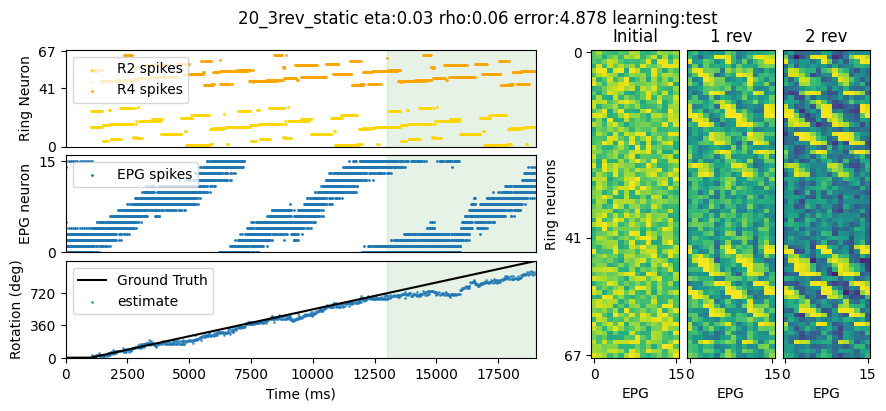 20_3rev_static eta:0.03 rho:0.06 error:4.878 learning:test
Initial 1 rev 2 rev
Ring Neuron
67
41
0
R2 spikes
R4 spikes
EPG neuron
15
0
EPG spikes
Rotation (deg)
720
360
0
Ground Truth
estimate
0 2500 5000 7500 10000 12500 15000 17500
Time (ms)
Ring neurons
0
41
67
0 15 0 15 0 15
EPG EPG EPG